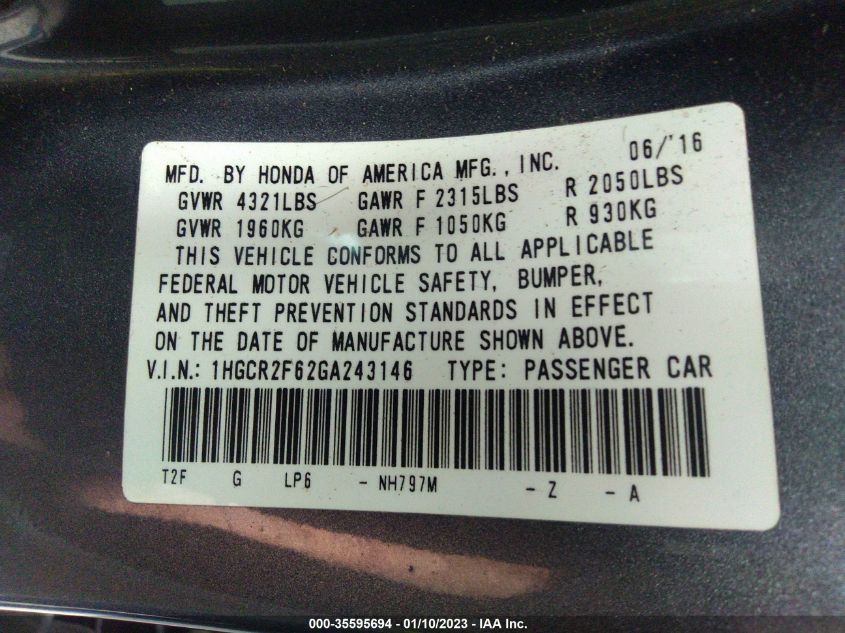 06/'16
MFD. BY HONDA OF AMERICA MFG., INC.
GVWR 4321LBS GAWR F 2315LBS R 2050LBS
GVWR 1960KG GAWR F 1050KG R 930KG
THIS VEHICLE CONFORMS TO ALL APPLICABLE
FEDERAL MOTOR VEHICLE SAFETY, BUMPER,
AND THEFT PREVENTION STANDARDS IN EFFECT
ON THE DATE OF MANUFACTURE SHOWN ABOVE.
V.I.N.: 1HGCR2F62GA243146 TYPE: PASSENGER CAR
T2F G LP6 - NH797M - Z - A
000-35595694 - 01/10/2023 - IAA Inc.